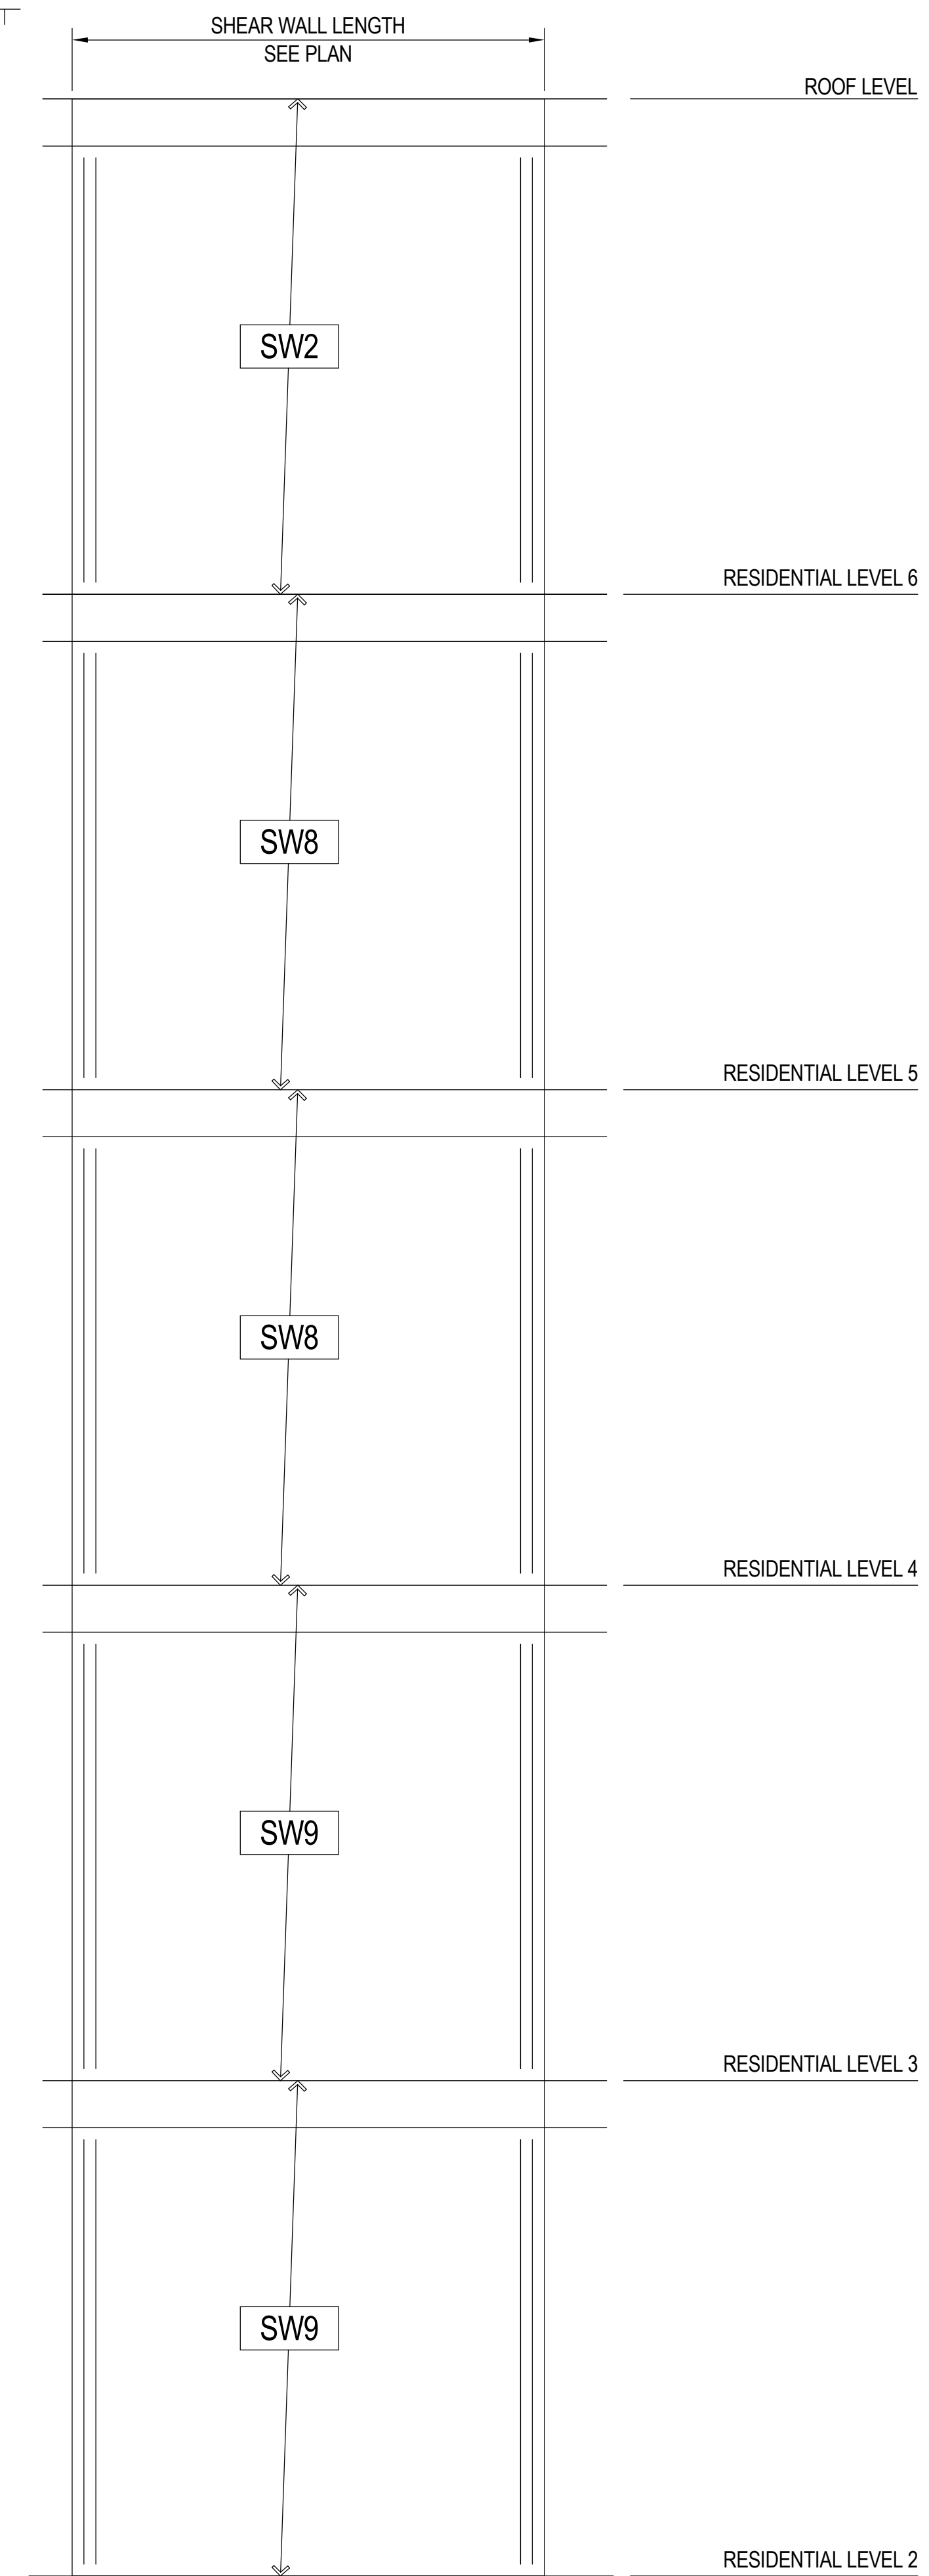 SHEAR WALL LENGTH
SEE PLAN
ROOF LEVEL
SW2
RESIDENTIAL LEVEL 6
SW8
RESIDENTIAL LEVEL 5
SW8
RESIDENTIAL LEVEL 4
SW9
RESIDENTIAL LEVEL 3
SW9
RESIDENTIAL LEVEL 2